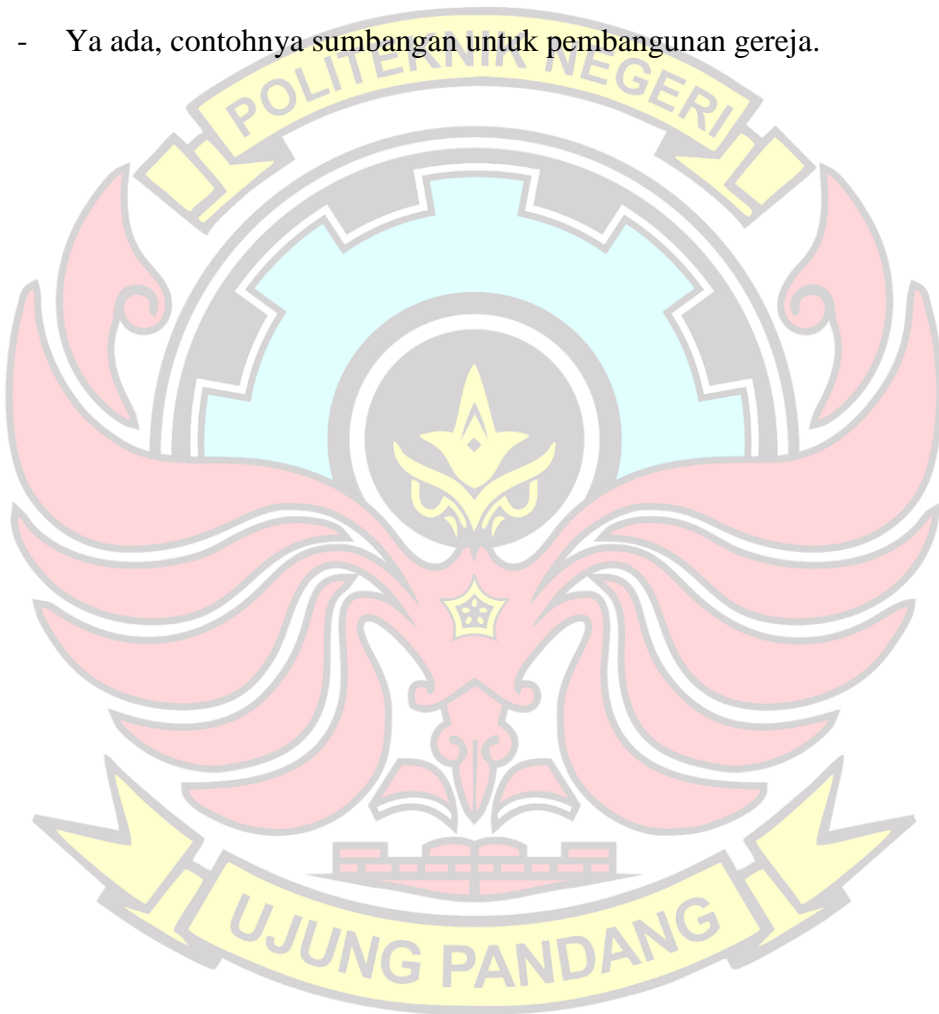 - Ya ada, contohnya sumbangan untuk pembangunan gereja.
POLITEKNIK NEGERI
UJUNG PANDANG